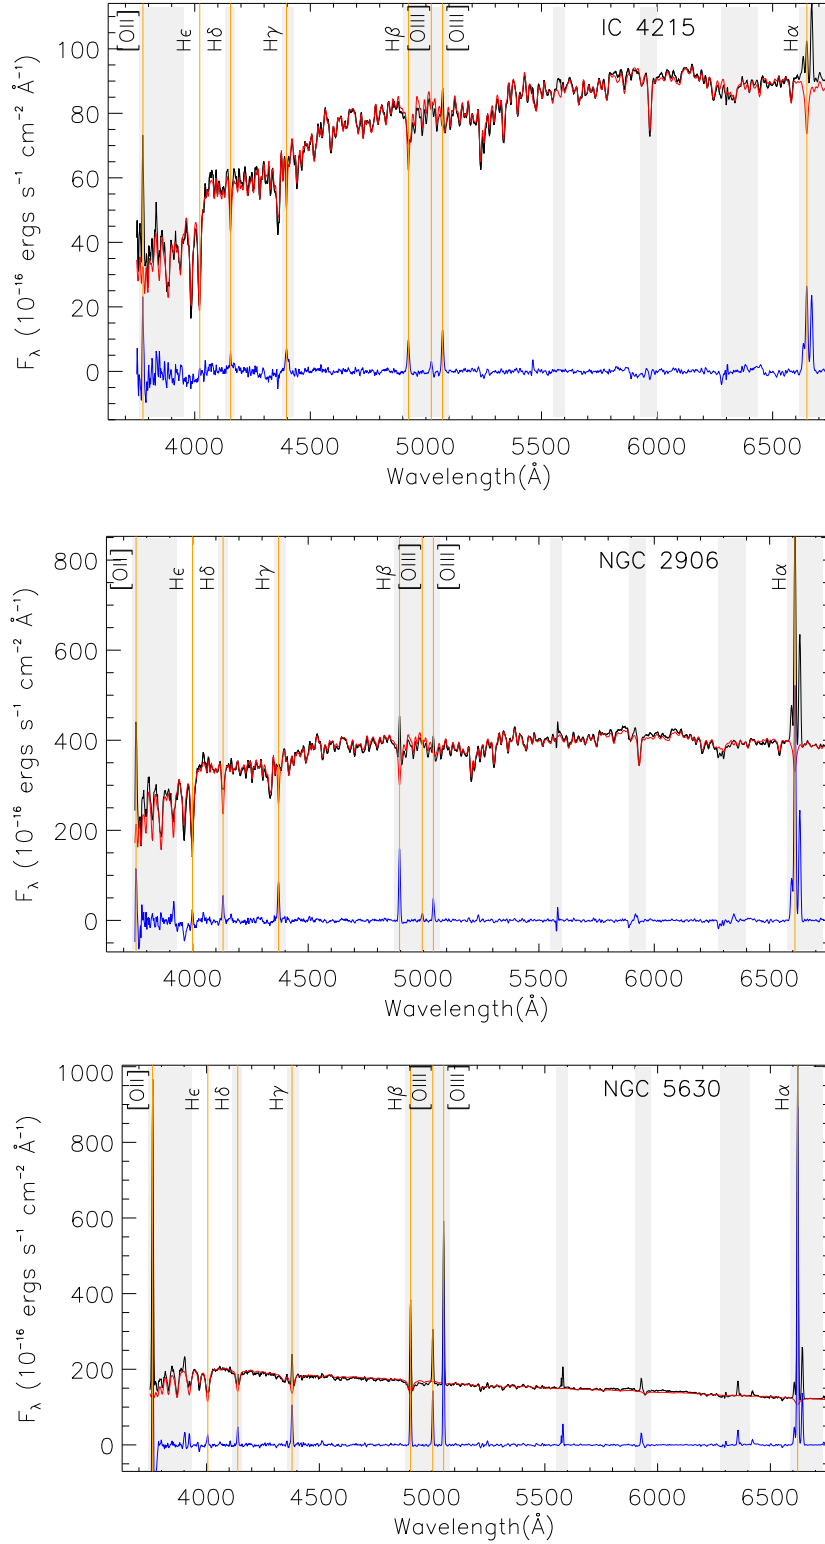 [OII] Hε Hδ Hγ Hβ [OIII] [OIII] IC 4215 Hα
100
80
60
40
20
0
F_λ (10⁻¹⁶ ergs s⁻¹ cm⁻² Å⁻¹)
4000 4500 5000 5500 6000 6500
Wavelength(Å)
[OII] Hε Hδ Hγ Hβ [OIII] [OIII] NGC 2906 Hα
800
600
400
200
0
F_λ (10⁻¹⁶ ergs s⁻¹ cm⁻² Å⁻¹)
4000 4500 5000 5500 6000 6500
Wavelength(Å)
[OII] Hε Hδ Hγ Hβ [OIII] [OIII] NGC 5630 Hα
1000
800
600
400
200
0
F_λ (10⁻¹⁶ ergs s⁻¹ cm⁻² Å⁻¹)
4000 4500 5000 5500 6000 6500
Wavelength(Å)